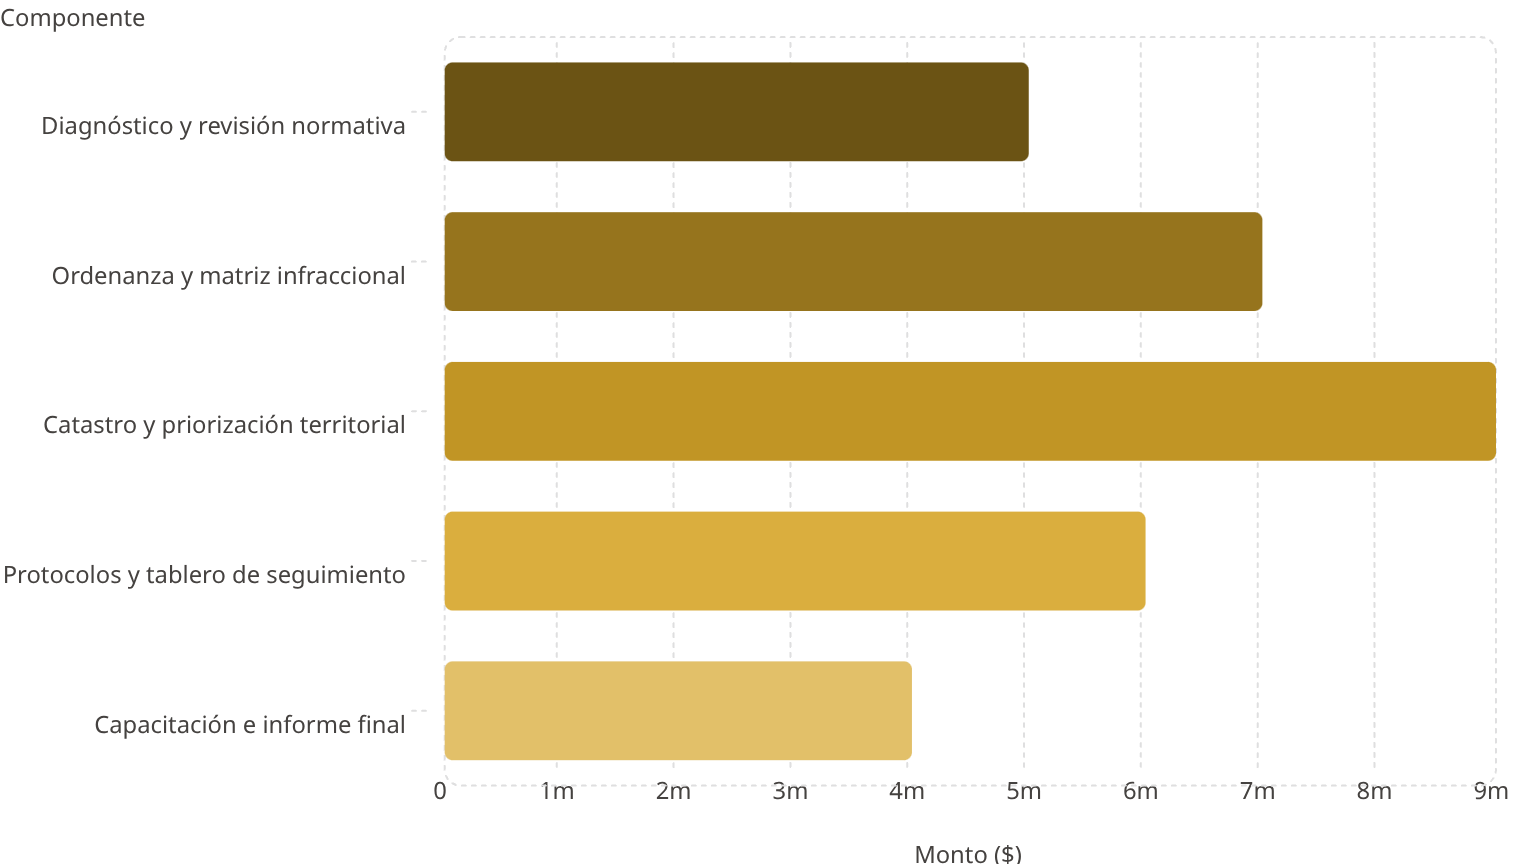 Componente
Diagnóstico y revisión normativa
Ordenanza y matriz infraccional
Catastro y priorización territorial
Protocolos y tablero de seguimiento
Capacitación e informe final
0 1m 2m 3m 4m 5m 6m 7m 8m 9m
Monto ($)